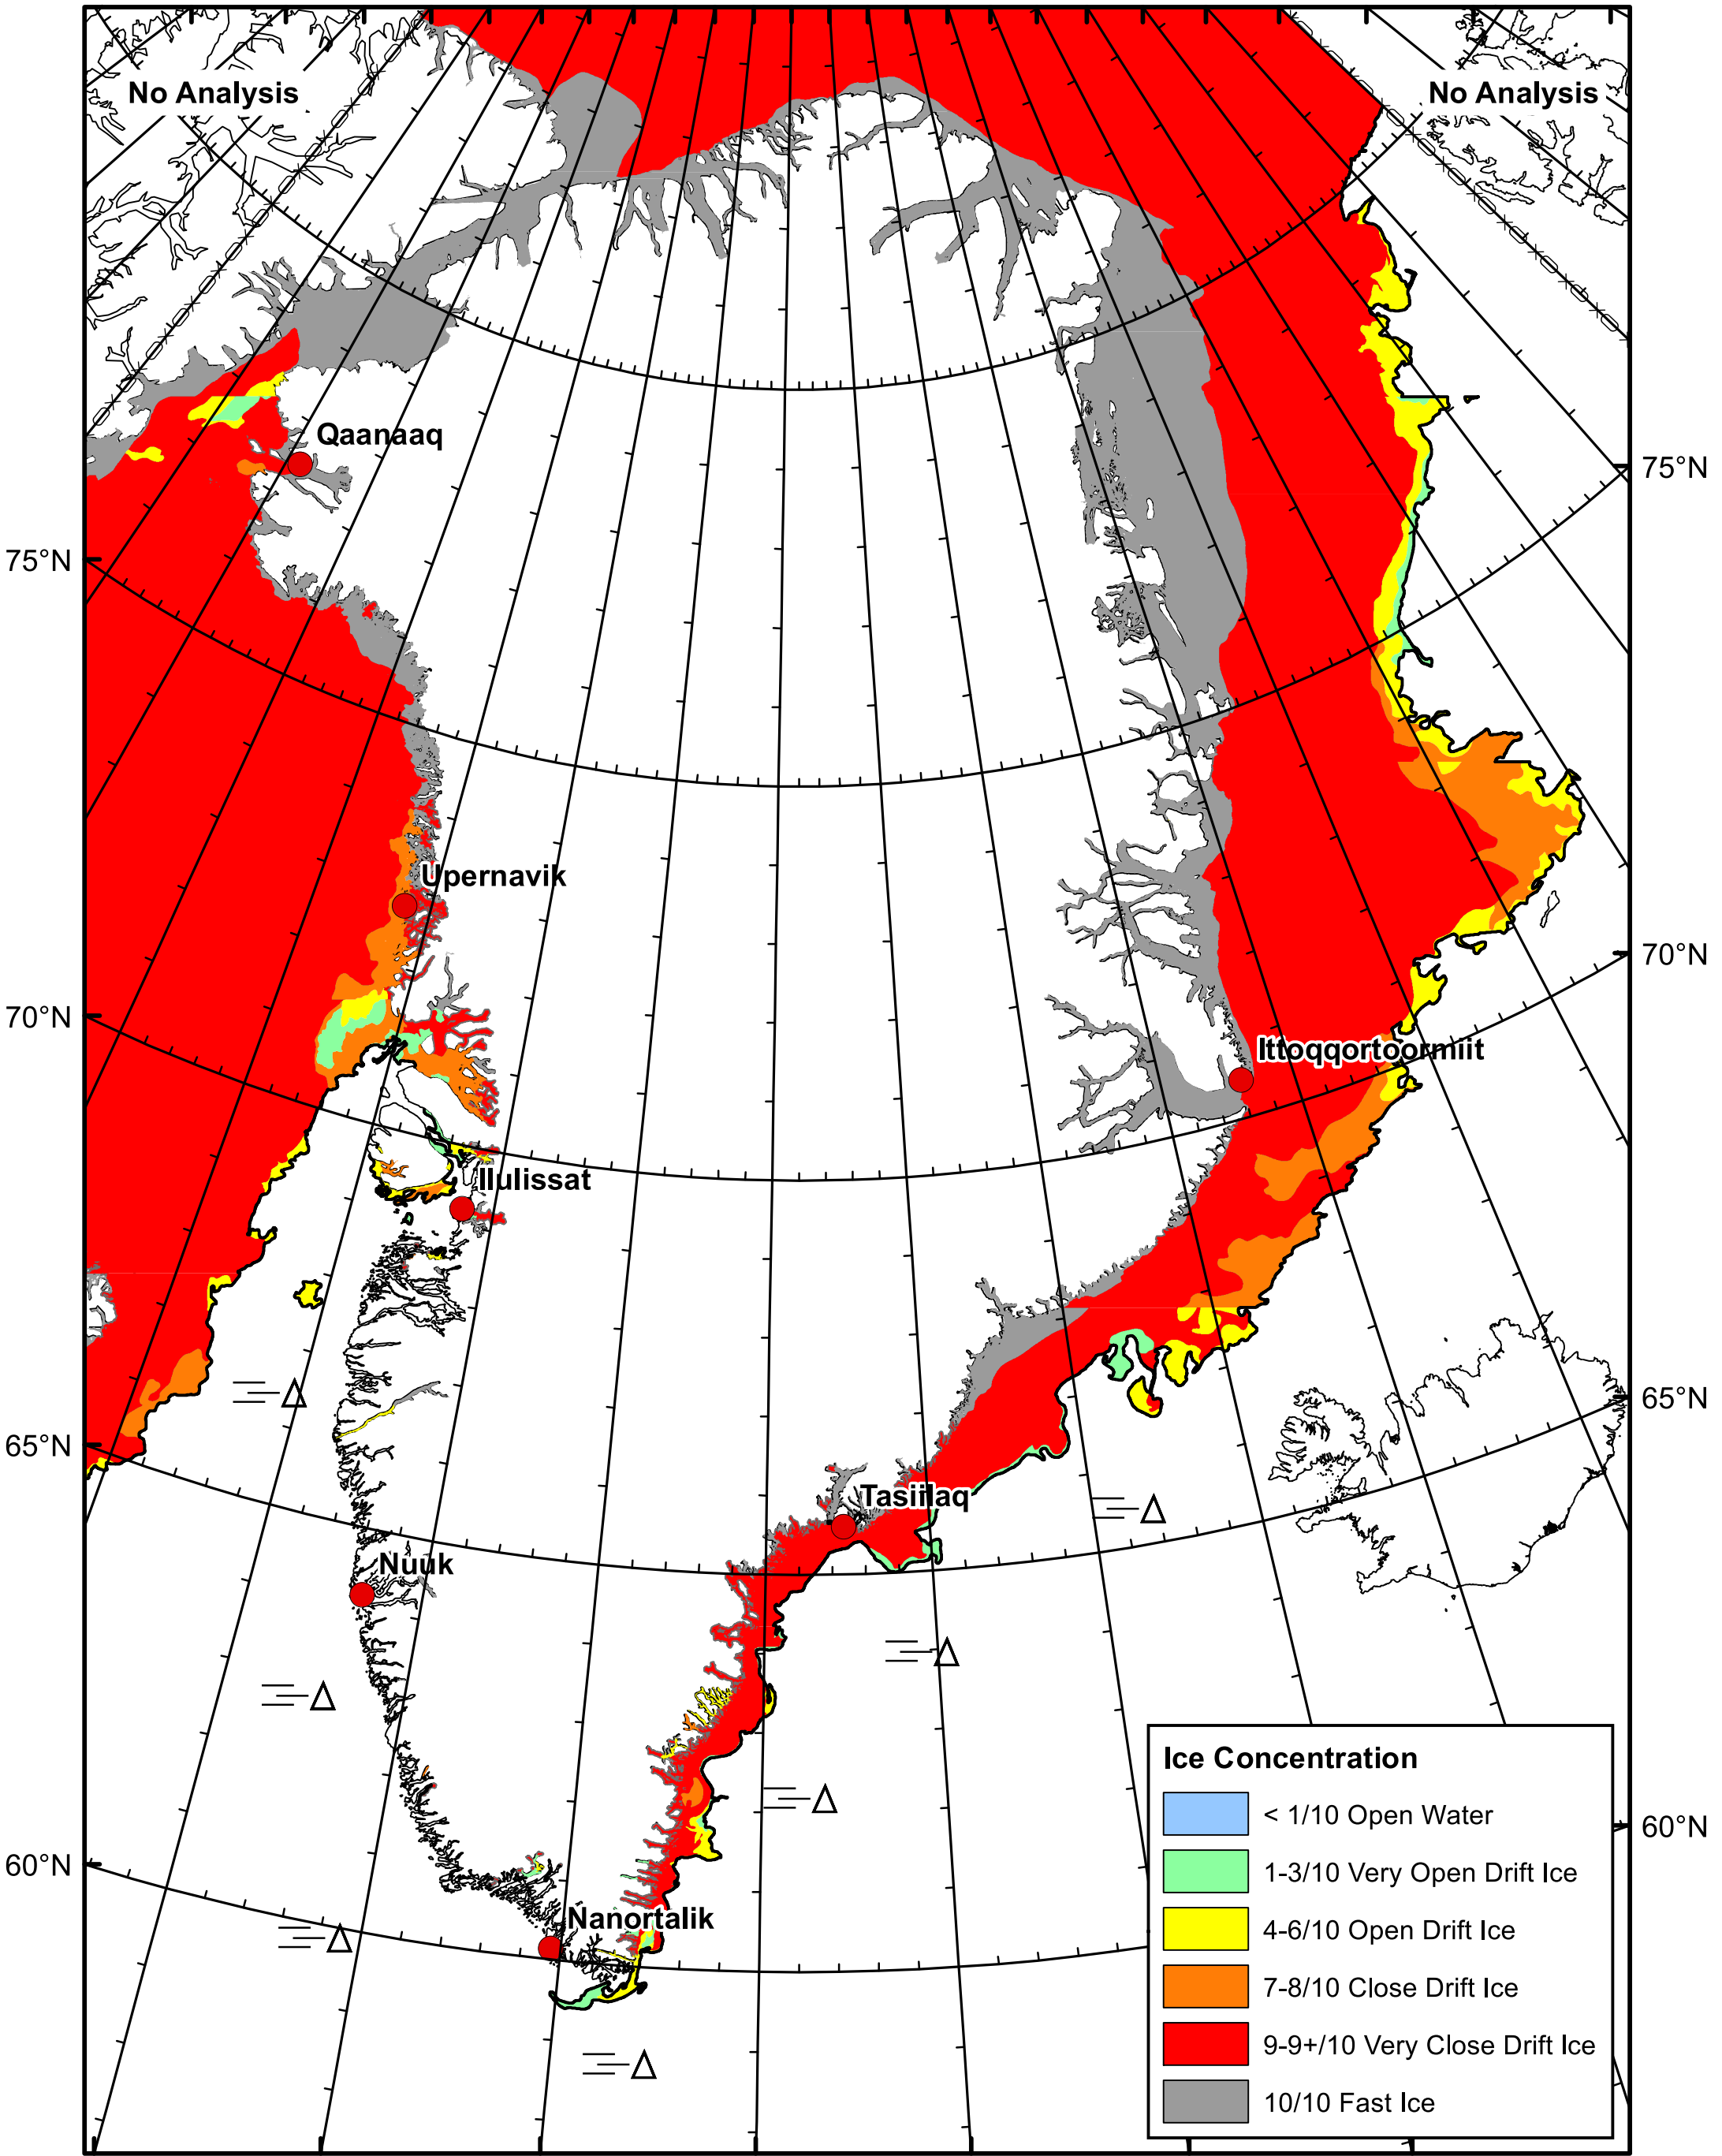 No Analysis
No Analysis
Qaanaaq
75°N
75°N
Upernavik
70°N
70°N
Ittoqqortoormiit
Ilulissat
65°N
65°N
Tasiilaq
Nuuk
60°N
60°N
Nanortalik
Ice Concentration
< 1/10 Open Water
1-3/10 Very Open Drift Ice
4-6/10 Open Drift Ice
7-8/10 Close Drift Ice
9-9+/10 Very Close Drift Ice
10/10 Fast Ice